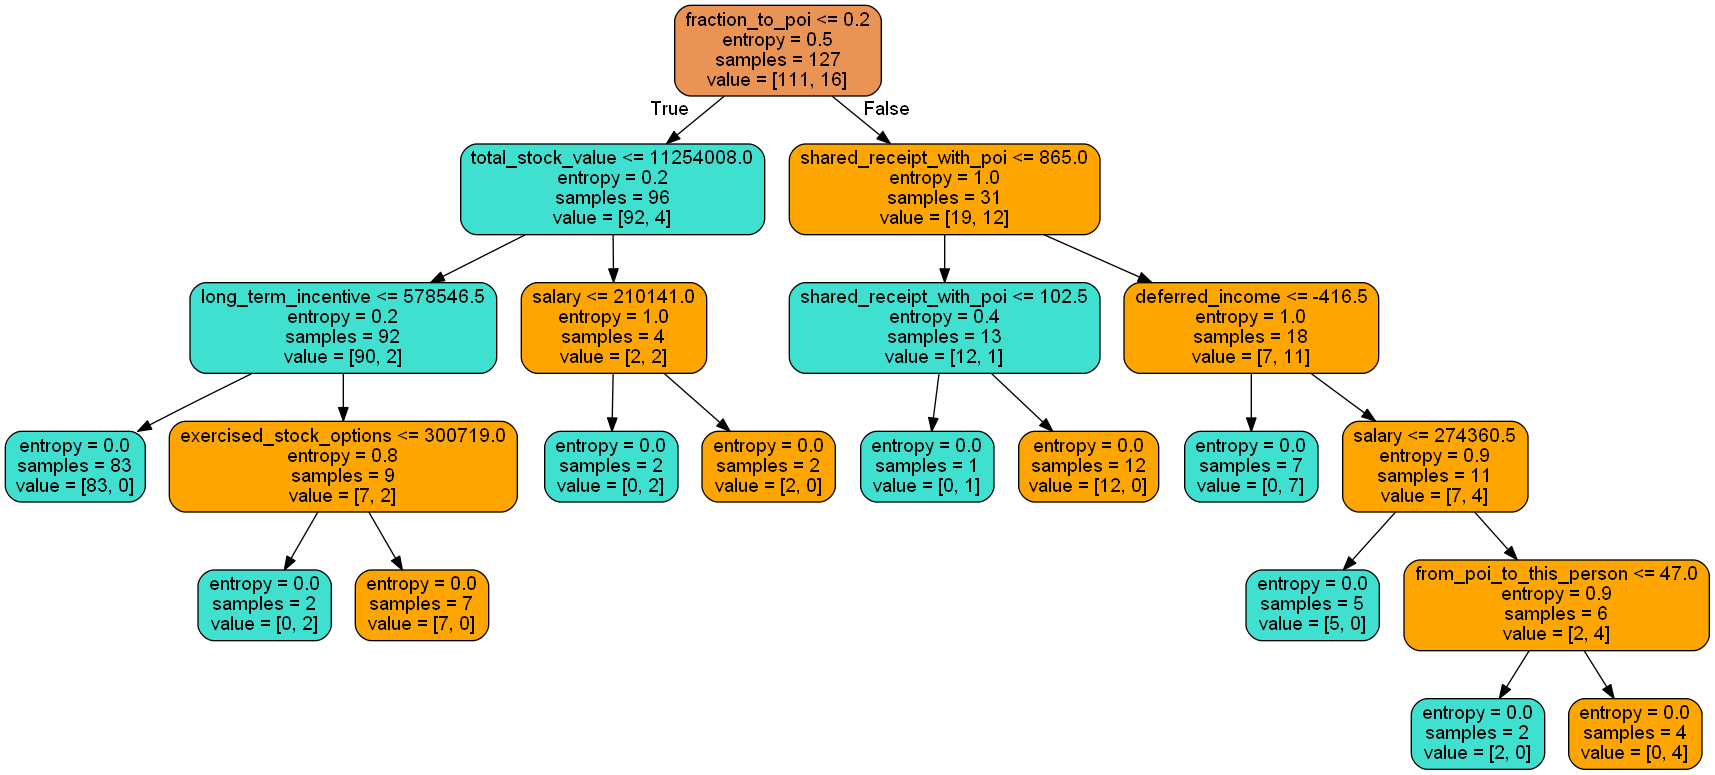 fraction_to_poi <= 0.2
entropy = 0.5
samples = 127
value = [111, 16]
True
False
total_stock_value <= 11254008.0
entropy = 0.2
samples = 96
value = [92, 4]
shared_receipt_with_poi <= 865.0
entropy = 1.0
samples = 31
value = [19, 12]
long_term_incentive <= 578546.5
entropy = 0.2
samples = 92
value = [90, 2]
salary <= 210141.0
entropy = 1.0
samples = 4
value = [2, 2]
shared_receipt_with_poi <= 102.5
entropy = 0.4
samples = 13
value = [12, 1]
deferred_income <= -416.5
entropy = 1.0
samples = 18
value = [7, 11]
entropy = 0.0
samples = 83
value = [83, 0]
exercised_stock_options <= 300719.0
entropy = 0.8
samples = 9
value = [7, 2]
entropy = 0.0
samples = 2
value = [0, 2]
entropy = 0.0
samples = 2
value = [2, 0]
entropy = 0.0
samples = 1
value = [0, 1]
entropy = 0.0
samples = 12
value = [12, 0]
entropy = 0.0
samples = 7
value = [0, 7]
salary <= 274360.5
entropy = 0.9
samples = 11
value = [7, 4]
entropy = 0.0
samples = 2
value = [0, 2]
entropy = 0.0
samples = 7
value = [7, 0]
entropy = 0.0
samples = 5
value = [5, 0]
from_poi_to_this_person <= 47.0
entropy = 0.9
samples = 6
value = [2, 4]
entropy = 0.0
samples = 2
value = [2, 0]
entropy = 0.0
samples = 4
value = [0, 4]